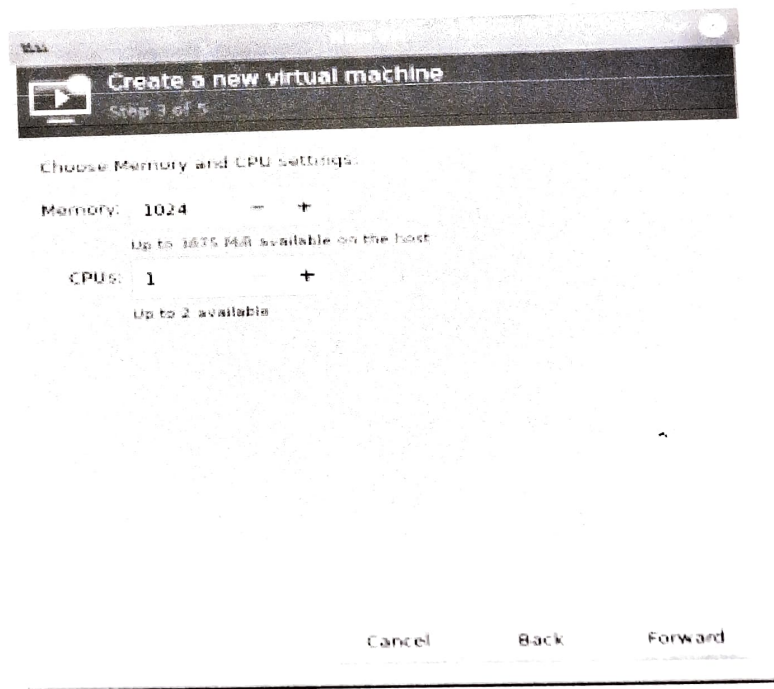 Create a new virtual machine
Step 3 of 5
Choose Memory and CPU settings:
Memory: 1024 - +
Up to MiB available on the host
CPUs: 1 +
Up to 2 available
Cancel Back Forward